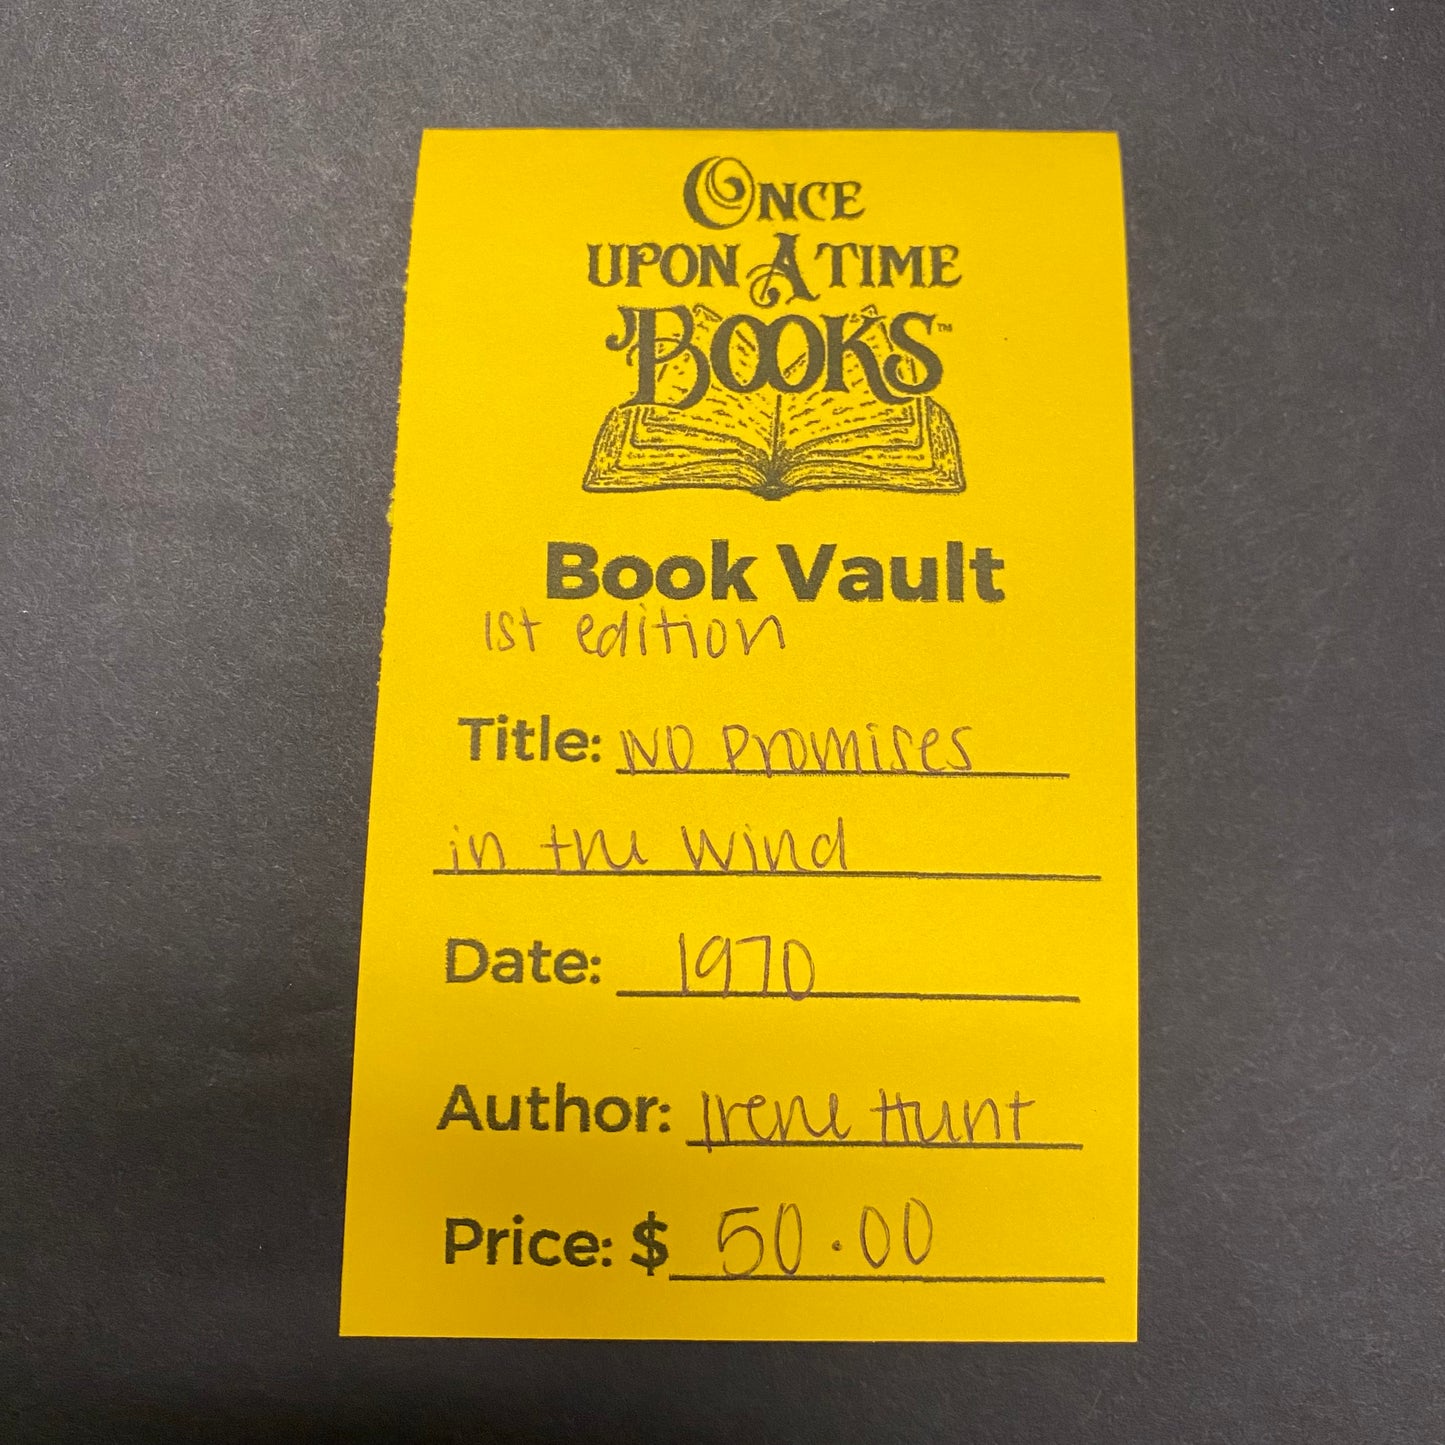 ONCE
UPON A TIME
BOOKS™
Book Vault
1st edition
Title: No Promises
in the Wind
Date: 1970
Author: Irene Hunt
Price: $ 50.00